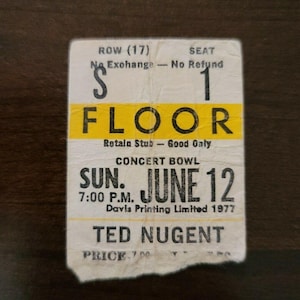 ROW (17) SEAT
No Exchange — No Refund
S 1
FLOOR
Retain Stub — Good Only
CONCERT BOWL
SUN. JUNE 12
7:00 P.M.
Davis Printing Limited 1977
TED NUGENT
PRICE